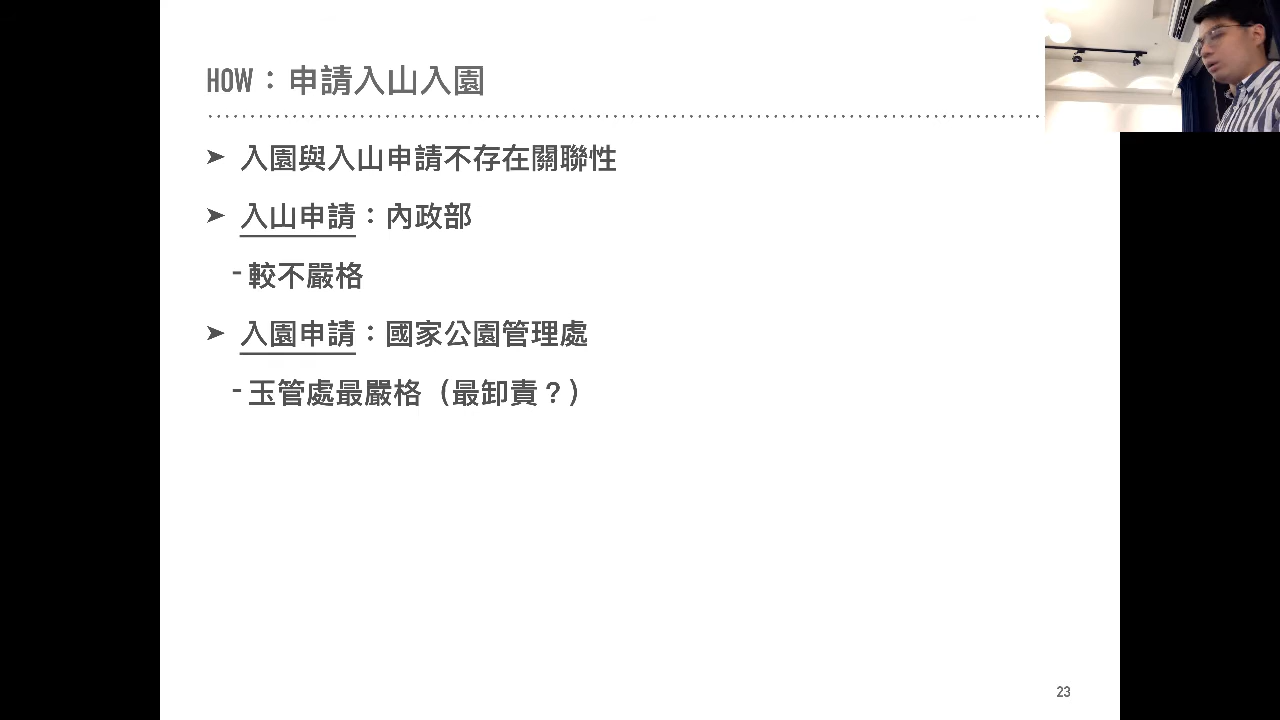 HOW：申請入山入園
➤ 入園與入山申請不存在關聯性
➤ 入山申請：內政部
- 較不嚴格
➤ 入園申請：國家公園管理處
- 玉管處最嚴格（最卸責？）
23